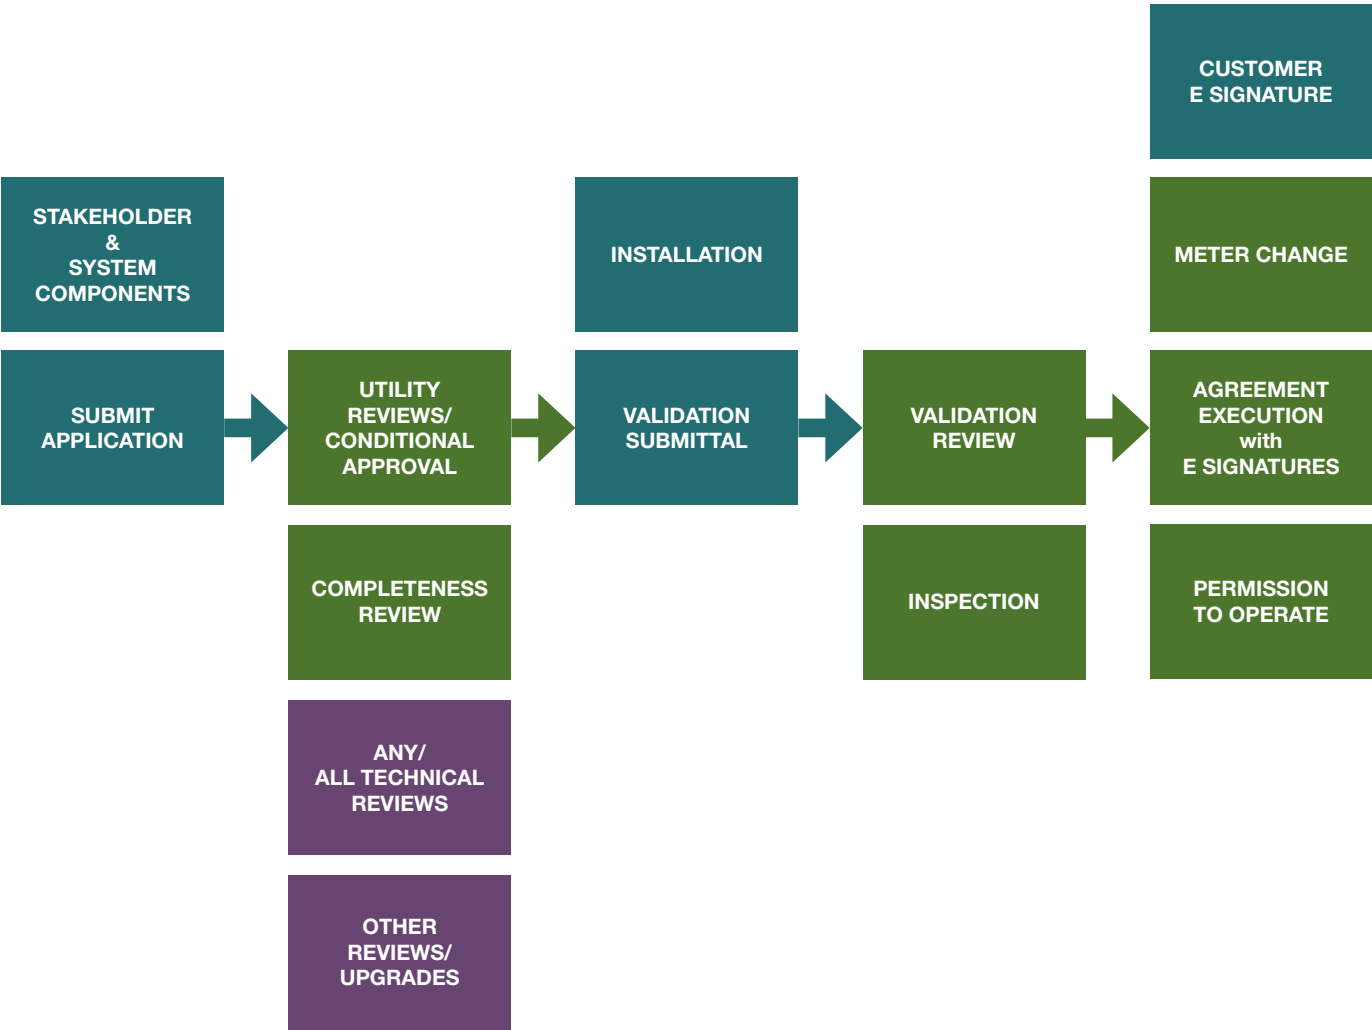 STAKEHOLDER
&
SYSTEM
COMPONENTS
SUBMIT
APPLICATION
UTILITY
REVIEWS/
CONDITIONAL
APPROVAL
COMPLETENESS
REVIEW
ANY/
ALL TECHNICAL
REVIEWS
OTHER
REVIEWS/
UPGRADES
INSTALLATION
VALIDATION
SUBMITTAL
VALIDATION
REVIEW
INSPECTION
CUSTOMER
E SIGNATURE
METER CHANGE
AGREEMENT
EXECUTION
with
E SIGNATURES
PERMISSION
TO OPERATE